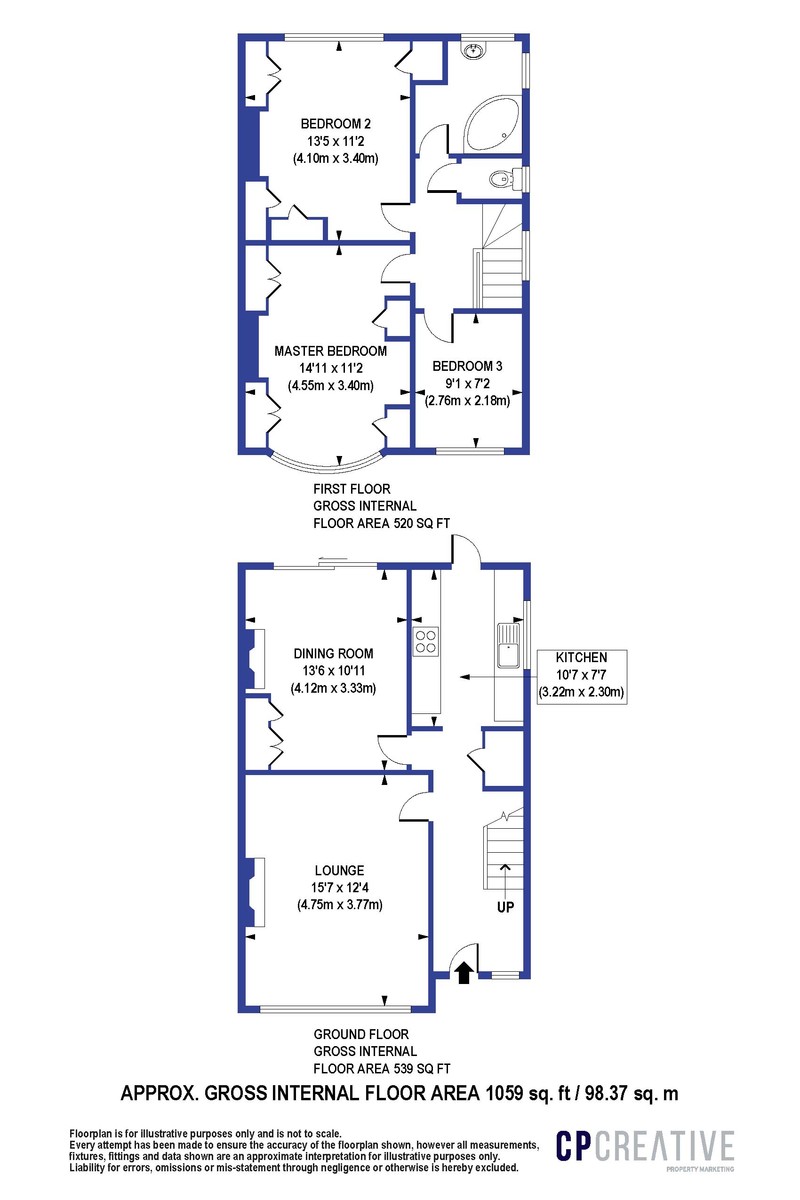 BEDROOM 2
13'5 x 11'2
(4.10m x 3.40m)
MASTER BEDROOM
14'11 x 11'2
(4.55m x 3.40m)
BEDROOM 3
9'1 x 7'2
(2.76m x 2.18m)
FIRST FLOOR
GROSS INTERNAL
FLOOR AREA 520 SQ FT
DINING ROOM
13'6 x 10'11
(4.12m x 3.33m)
KITCHEN
10'7 x 7'7
(3.22m x 2.30m)
LOUNGE
15'7 x 12'4
(4.75m x 3.77m)
UP
GROUND FLOOR
GROSS INTERNAL
FLOOR AREA 539 SQ FT
APPROX. GROSS INTERNAL FLOOR AREA 1059 sq. ft / 98.37 sq. m
Floorplan is for illustrative purposes only and is not to scale.
Every attempt has been made to ensure the accuracy of the floorplan shown, however all measurements,
fixtures, fittings and data shown are an approximate interpretation for illustrative purposes only.
Liability for errors, omissions or mis-statement through negligence or otherwise is hereby excluded.
CPCREATIVE
PROPERTY MARKETING